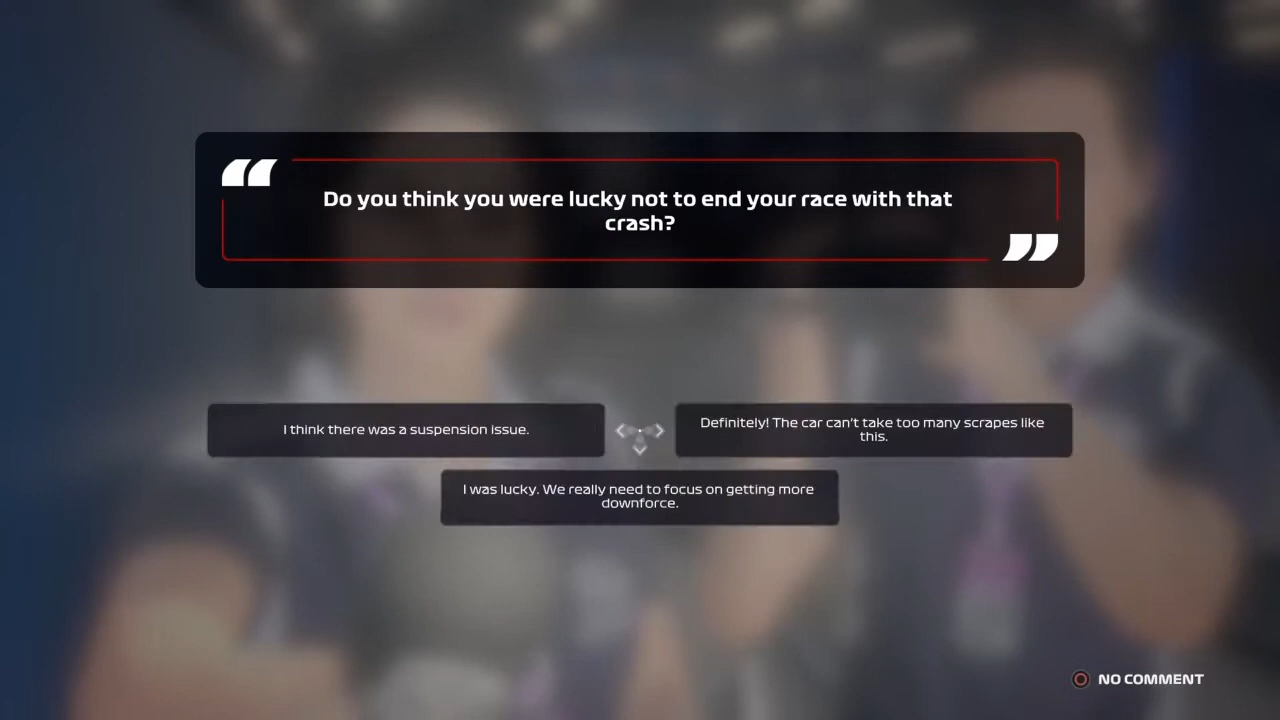 Do you think you were lucky not to end your race with that
crash?
I think there was a suspension issue.
Definitely! The car can't take too many scrapes like
this.
I was lucky. We really need to focus on getting more
downforce.
NO COMMENT